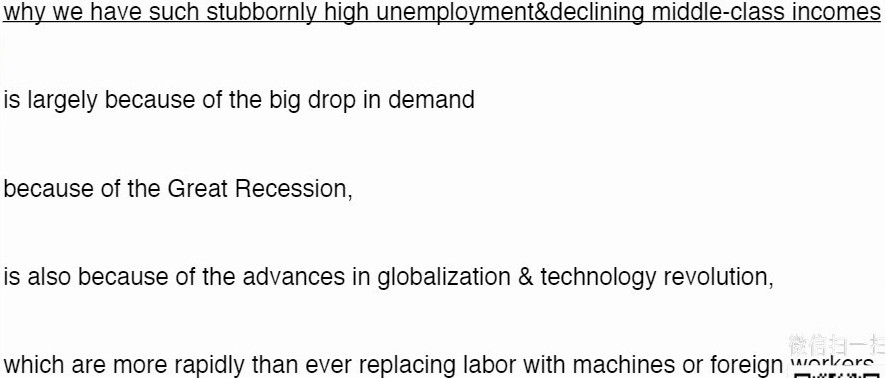 why we have such stubbornly high unemployment&declining middle-class incomes
is largely because of the big drop in demand
because of the Great Recession,
is also because of the advances in globalization & technology revolution,
微信扫一扫
which are more rapidly than ever replacing labor with machines or foreign workers